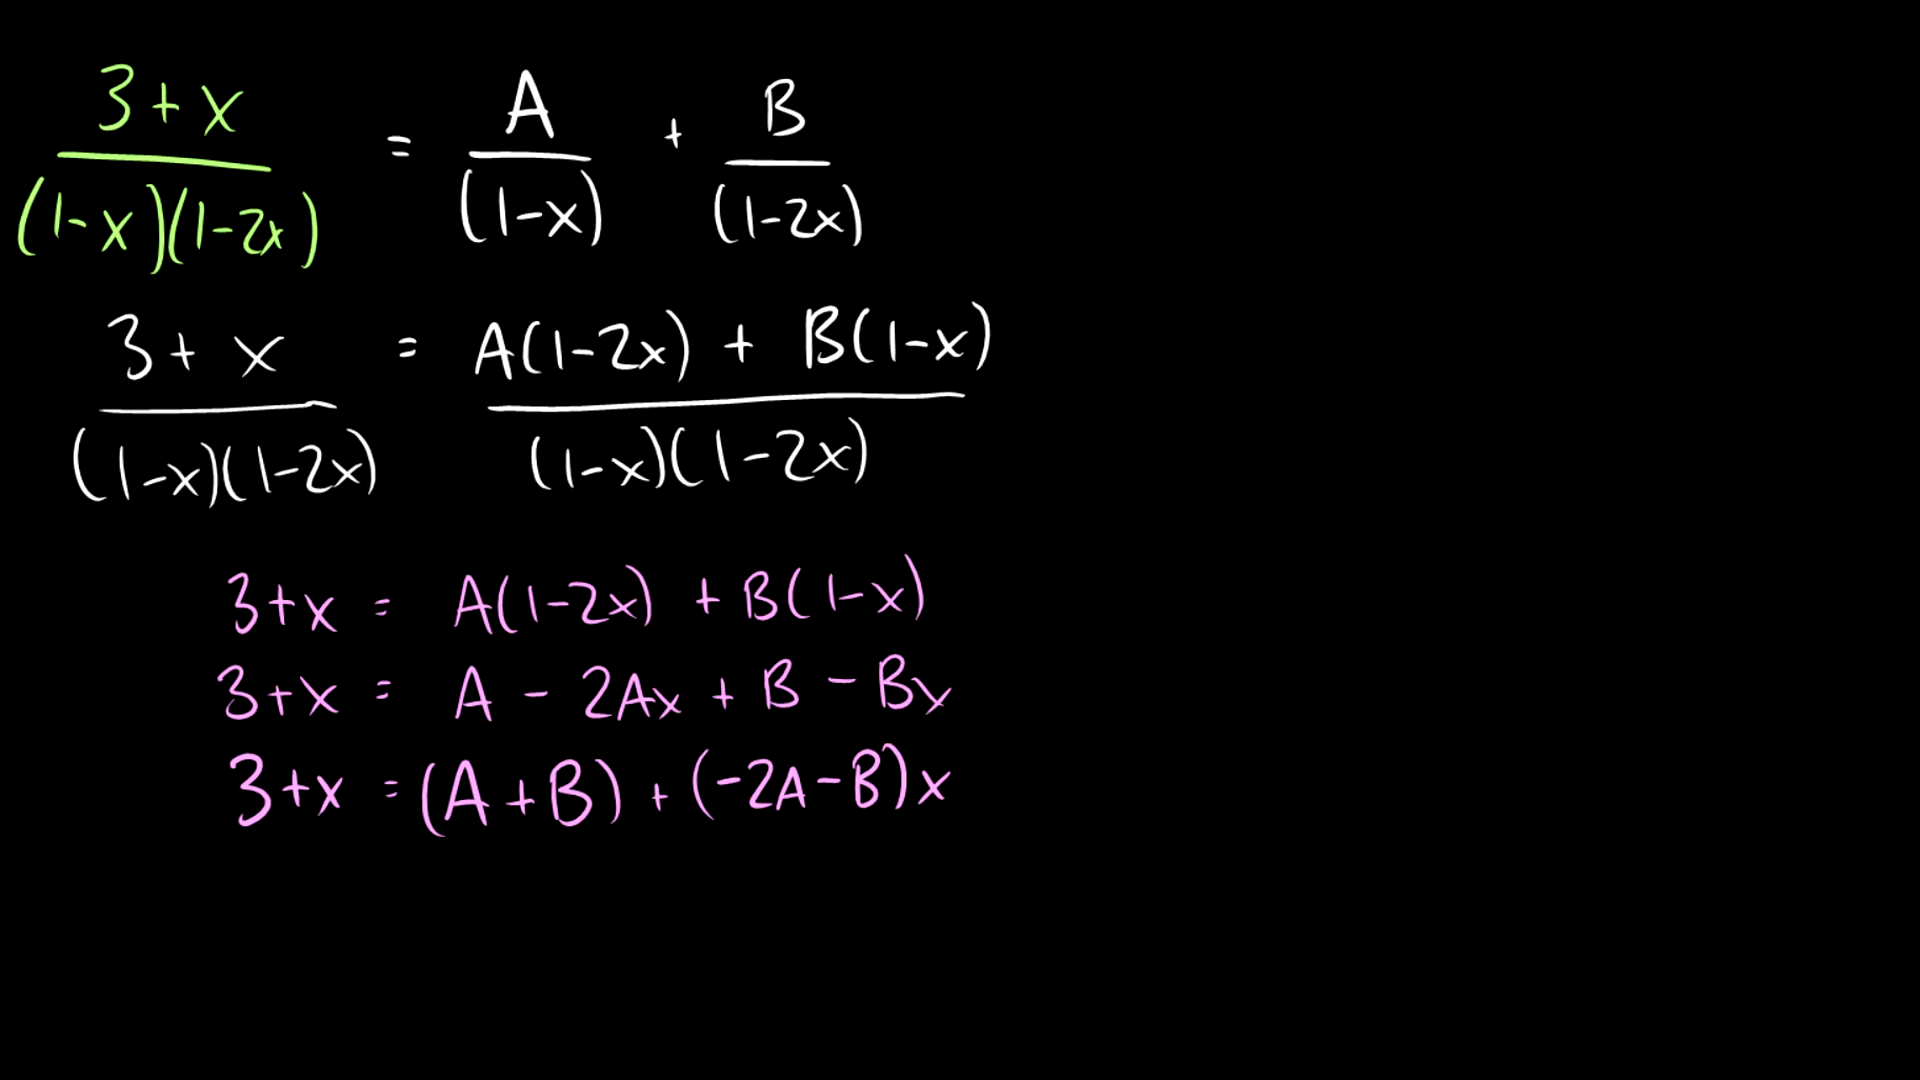 3+x / (1-x)(1-2x) = A / (1-x) + B / (1-2x)
3+x / (1-x)(1-2x) = A(1-2x) + B(1-x) / (1-x)(1-2x)
3+x = A(1-2x) + B(1-x)
3+x = A - 2Ax + B - Bx
3+x = (A+B) + (-2A-B)x